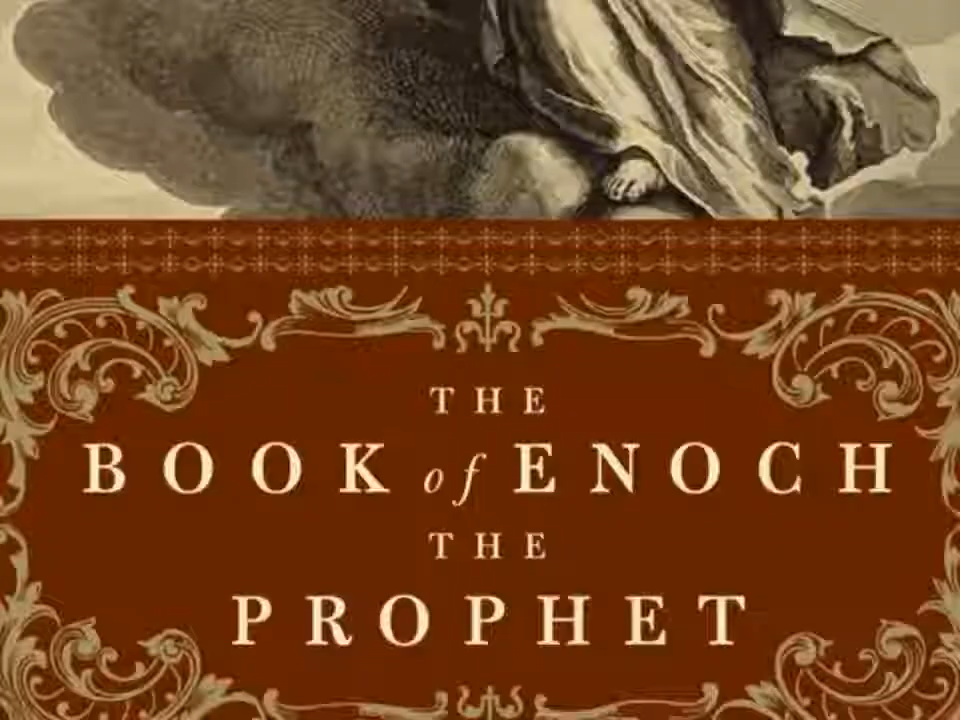 THE
BOOK of ENOCH
THE
PROPHET